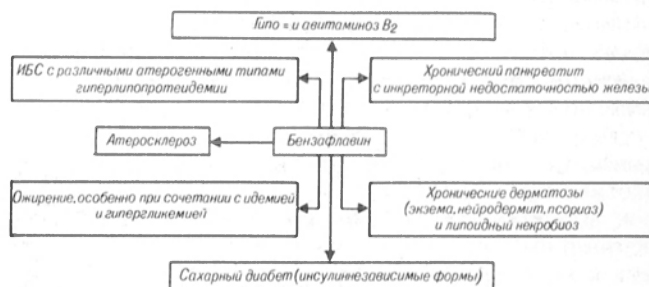 Гипо = и авитаминоз B₂
ИБС с различными атерогенными типами
гиперлипопротеидемии
Хронический панкреатит
с инкреторной недостаточностью железы
Атеросклероз
Бензафлавин
Ожирение, особенно при сочетании с идемией
и гипергликемией
Хронические дерматозы
(экзема, нейродермит, псориаз)
и липоидный некробиоз
Сахарный диабет (инсулиннезависимые формы)